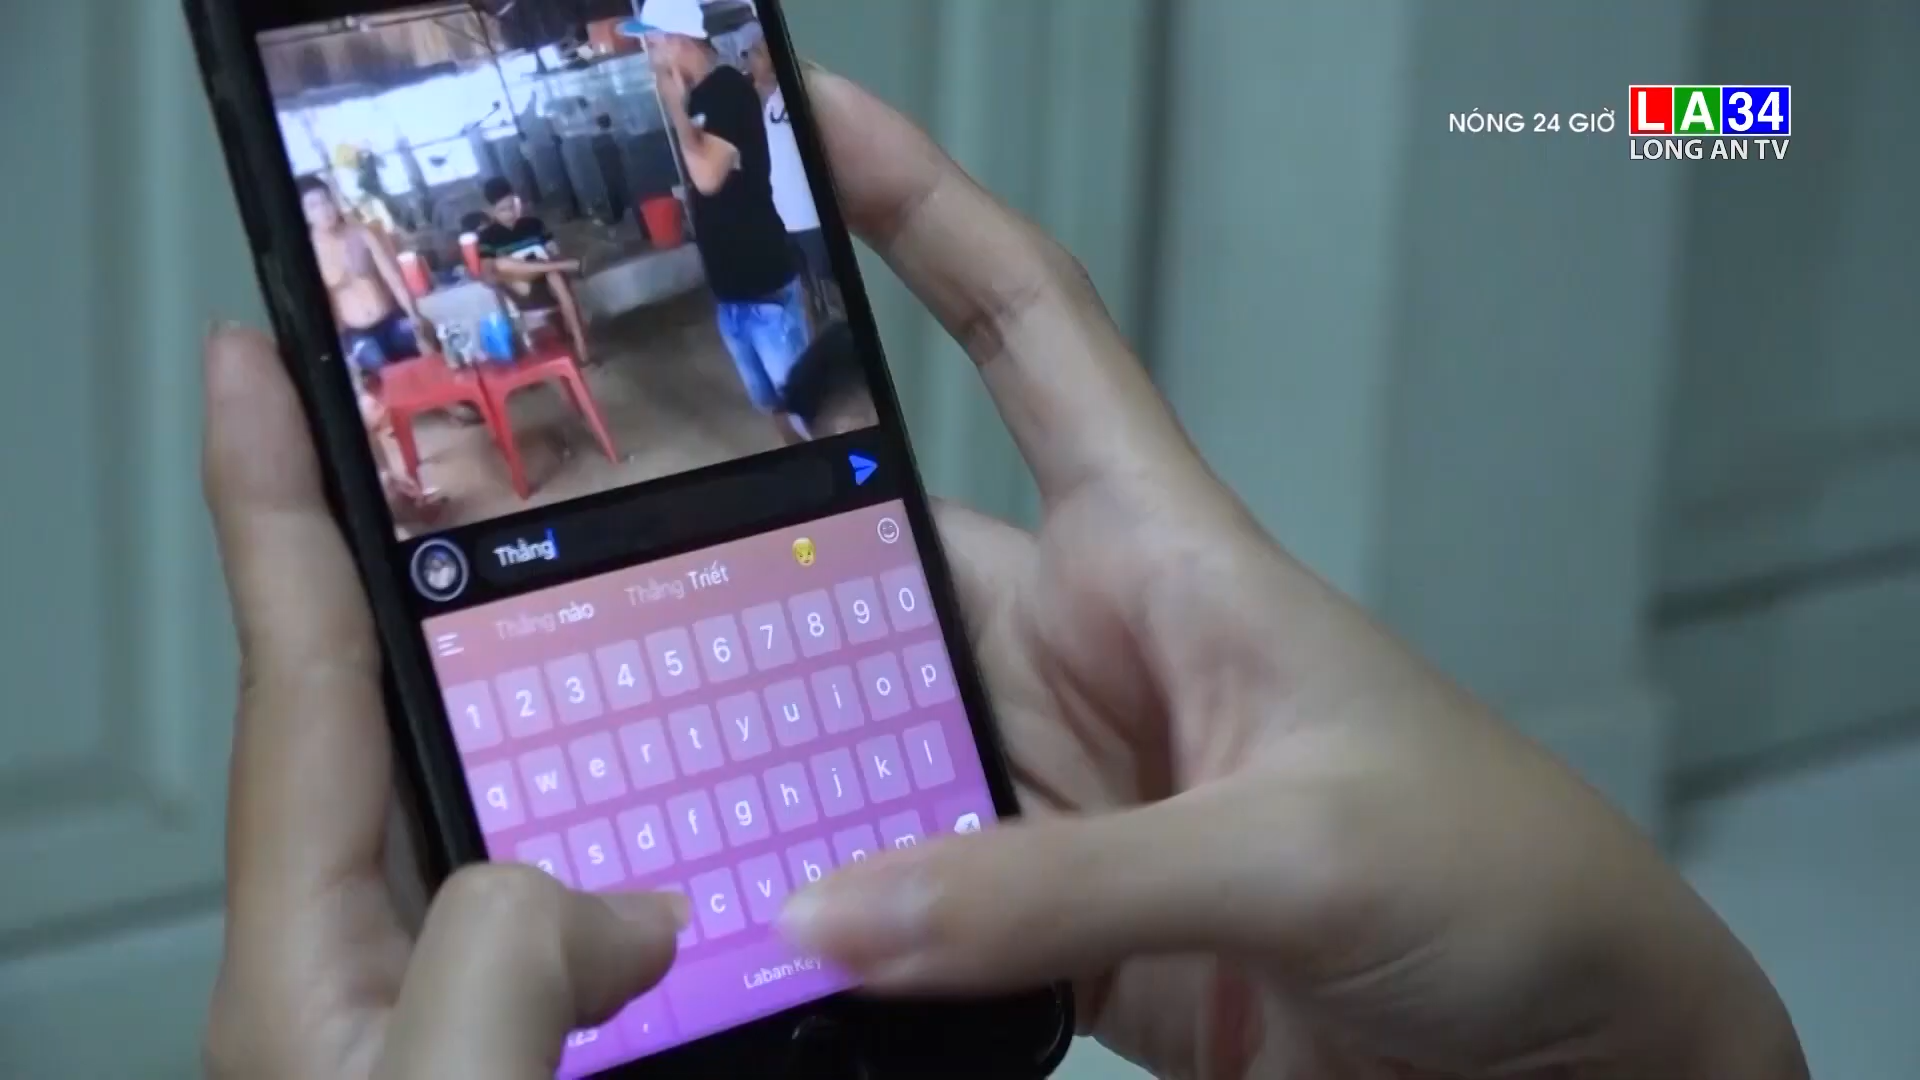 NÓNG 24 GIỜ
LA34
LONG AN TV
Thằng
Thằng nào
Thằng Triết
1 2 3 4 5 6 7 8 9 0
q w e r t y u i o p
a s d f g h j k l
c v b n m
123 ,
Laban Key